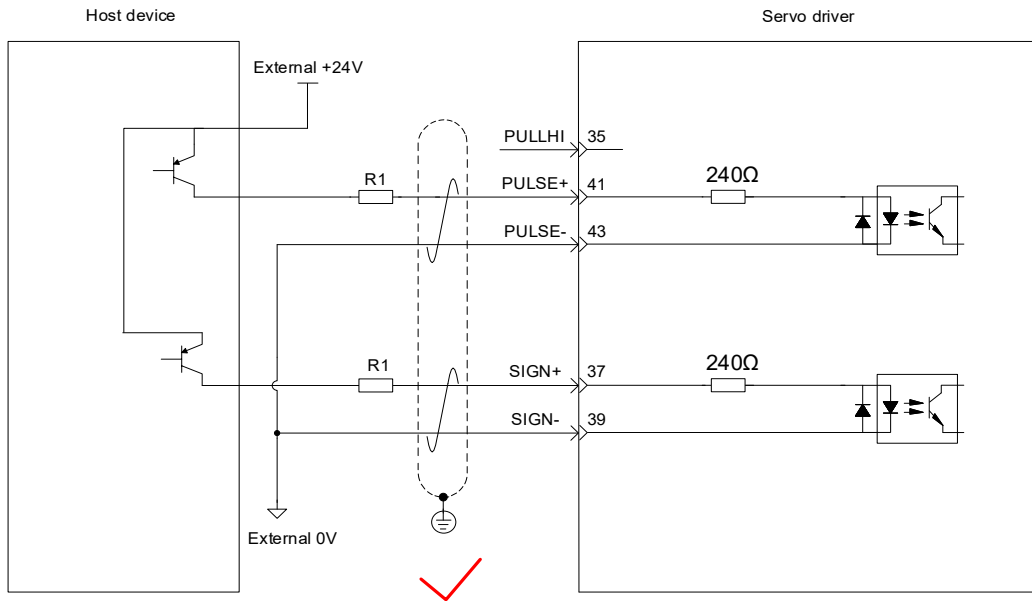 Host device
Servo driver
External +24V
PULLHI
35
R1
PULSE+
41
240Ω
PULSE-
43
R1
SIGN+
37
240Ω
SIGN-
39
External 0V